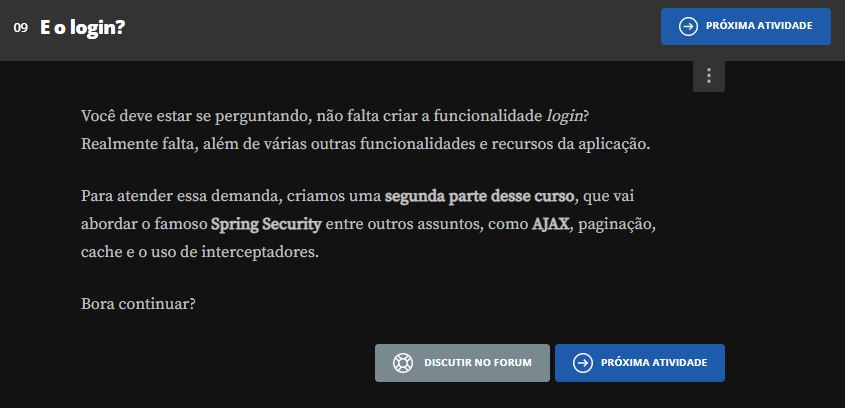 09 E o login?
PRÓXIMA ATIVIDADE
Você deve estar se perguntando, não falta criar a funcionalidade login?
Realmente falta, além de várias outras funcionalidades e recursos da aplicação.
Para atender essa demanda, criamos uma segunda parte desse curso, que vai
abordar o famoso Spring Security entre outros assuntos, como AJAX, paginação,
cache e o uso de interceptadores.
Bora continuar?
DISCUTIR NO FORUM
PRÓXIMA ATIVIDADE